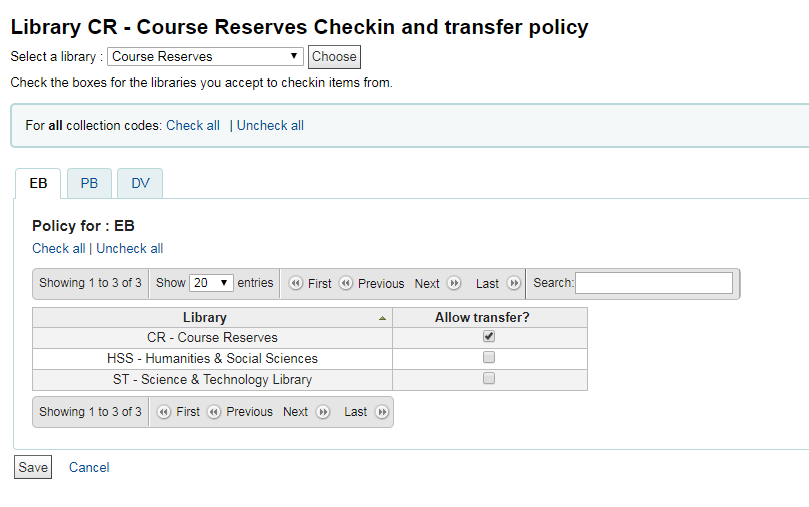 Library CR - Course Reserves Checkin and transfer policy
Select a library : Course Reserves Choose
Check the boxes for the libraries you accept to checkin items from.
For all collection codes: Check all | Uncheck all
EB PB DV
Policy for : EB
Check all | Uncheck all
Showing 1 to 3 of 3 Show 20 entries First Previous Next Last Search:
Library Allow transfer?
CR - Course Reserves
HSS - Humanities & Social Sciences
ST - Science & Technology Library
Showing 1 to 3 of 3 First Previous Next Last
Save Cancel